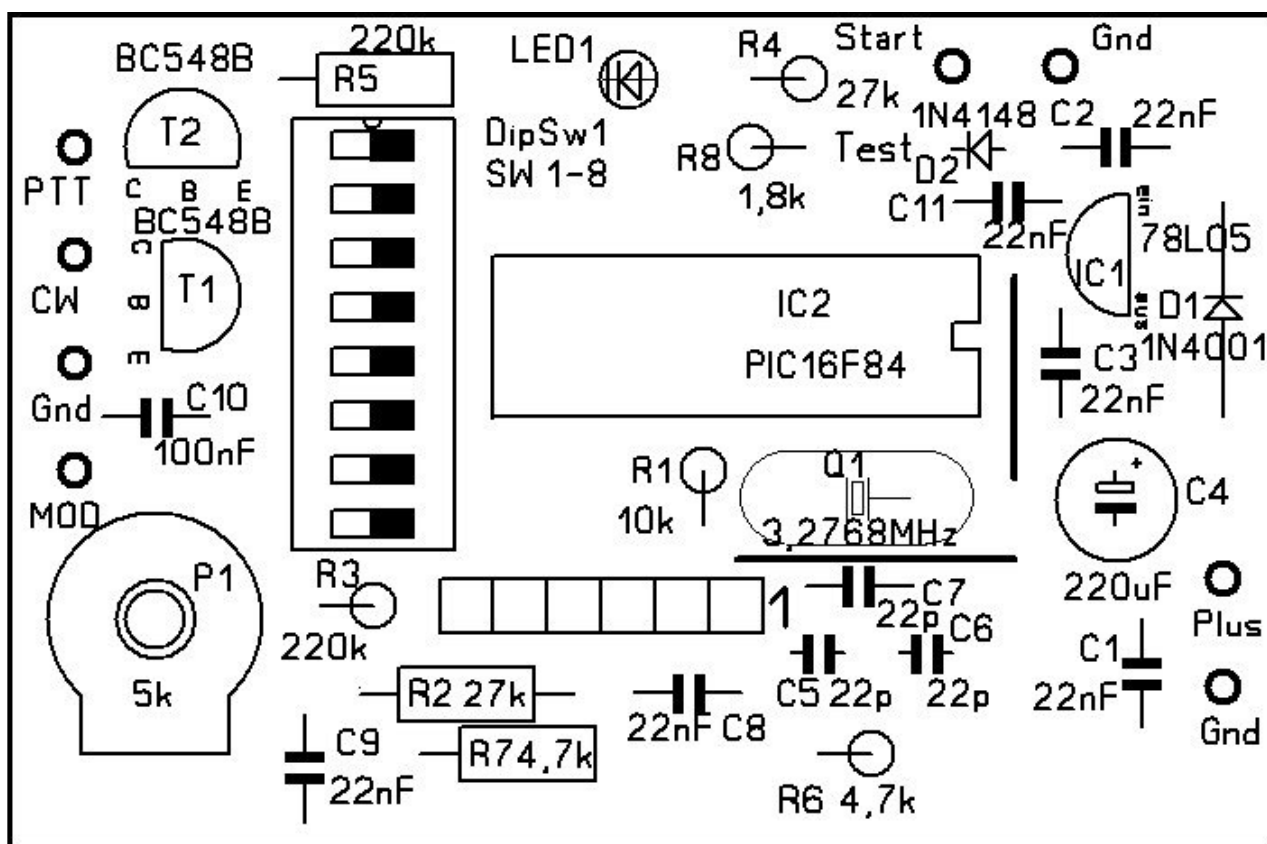 220k
BC548B
R5
LED1
R4
Start
Gnd
27k
T2
DipSw1
SW 1-8
R8
1,8k
Test
1N4148
D2
C2
22nF
PTT
C B E
BC548B
C11
22nF
78L05
C
B
E
T1
IC1
CW
IC2
PIC16F84
D1
1N4001
C3
22nF
Gnd
C10
100nF
MOD
R1
10k
Q1
3,2768MHz
C4
220uF
P1
5k
R3
220k
1
C7
22p
C6
22p
C5 22p
Plus
C1
22nF
Gnd
R2 27k
22nF C8
C9
22nF
R74,7k
R6 4,7k